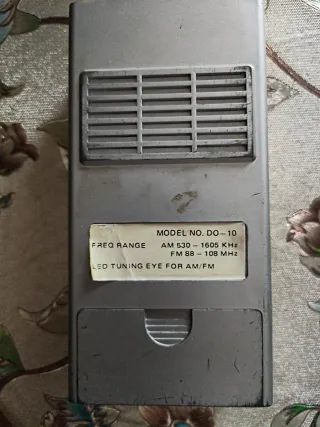 MODEL NO. DO-10
FREQ RANGE AM 530 - 1605 KHz
FM 88 - 108 MHz
LED TUNING EYE FOR AM/FM